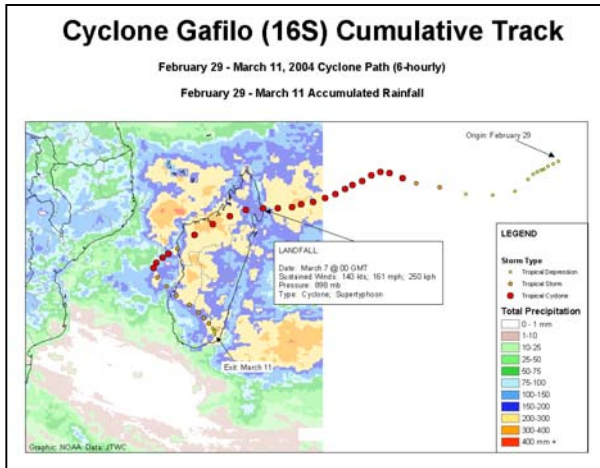 Cyclone Gafilo (16S) Cumulative Track
February 29 - March 11, 2004 Cyclone Path (6-hourly)
February 29 - March 11 Accumulated Rainfall
Origin: February 29
LANDFALL:
Date: March 7 @ 00 GMT
Sustained Winds: 140 kts; 161 mph; 250 kph
Pressure: 898 mb
Type: Cyclone; Supertyphoon
Exit: March 11
LEGEND
Storm Type
Tropical Depression
Tropical Storm
Tropical Cyclone
Total Precipitation
0 - 1 mm
1-10
10-25
25-50
50-75
75-100
100-150
150-200
200-300
300-400
400 mm +
Graphic: NOAA Data: JTWC